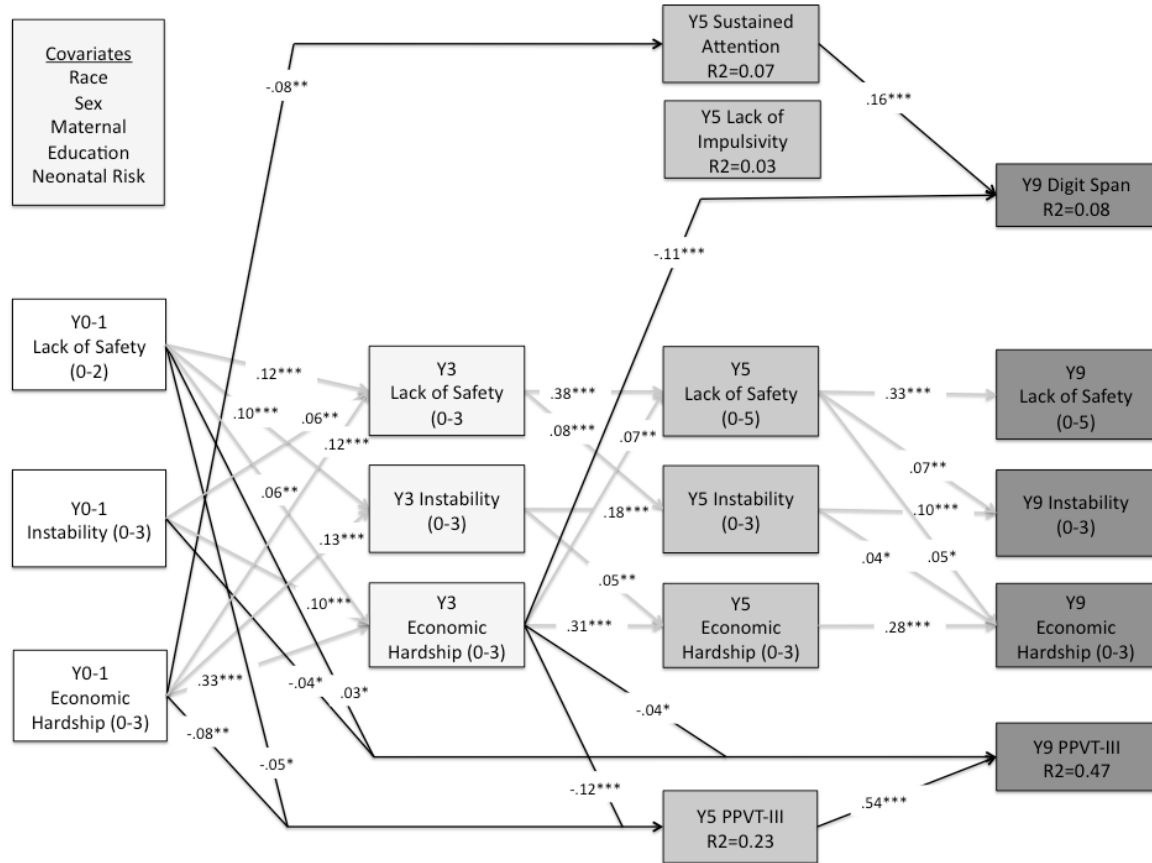 Covariates
Race
Sex
Maternal
Education
Neonatal Risk
Y5 Sustained
Attention
R2=0.07
Y5 Lack of
Impulsivity
R2=0.03
Y9 Digit Span
R2=0.08
-.08**
.16***
-.11***
Y0-1
Lack of Safety
(0-2)
Y3
Lack of Safety
(0-3
Y5
Lack of Safety
(0-5)
Y9
Lack of Safety
(0-5)
.12***
.38***
.33***
.10***
.06**
.12***
.08***
.07**
.07**
Y0-1
Instability (0-3)
Y3 Instability
(0-3)
Y5 Instability
(0-3)
Y9 Instability
(0-3)
.06**
.13***
.18***
.10***
.04*
.05*
.05**
.10***
Y0-1
Economic
Hardship (0-3)
Y3
Economic
Hardship (0-3)
Y5
Economic
Hardship (0-3)
Y9
Economic
Hardship (0-3)
.31***
.28***
.33***
-.04*
.03*
-.04*
-.08**
-.05*
-.12***
Y5 PPVT-III
R2=0.23
.54***
Y9 PPVT-III
R2=0.47